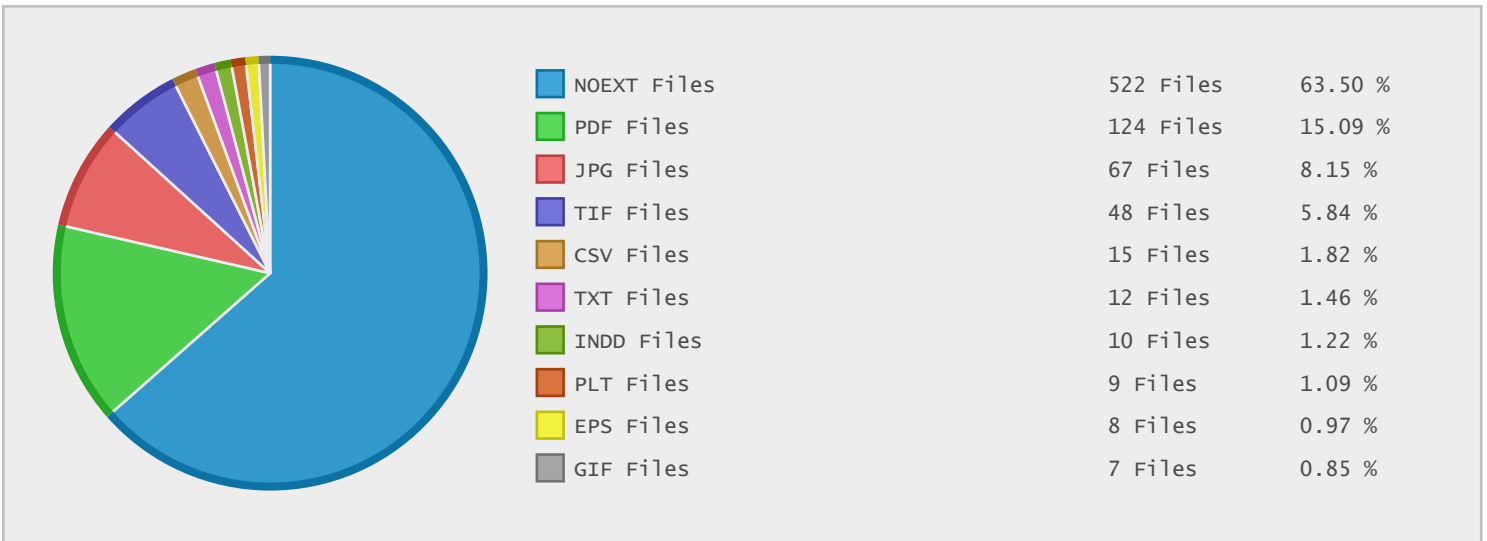 NOEXT Files 522 Files 63.50 %
PDF Files 124 Files 15.09 %
JPG Files 67 Files 8.15 %
TIF Files 48 Files 5.84 %
CSV Files 15 Files 1.82 %
TXT Files 12 Files 1.46 %
INDD Files 10 Files 1.22 %
PLT Files 9 Files 1.09 %
EPS Files 8 Files 0.97 %
GIF Files 7 Files 0.85 %